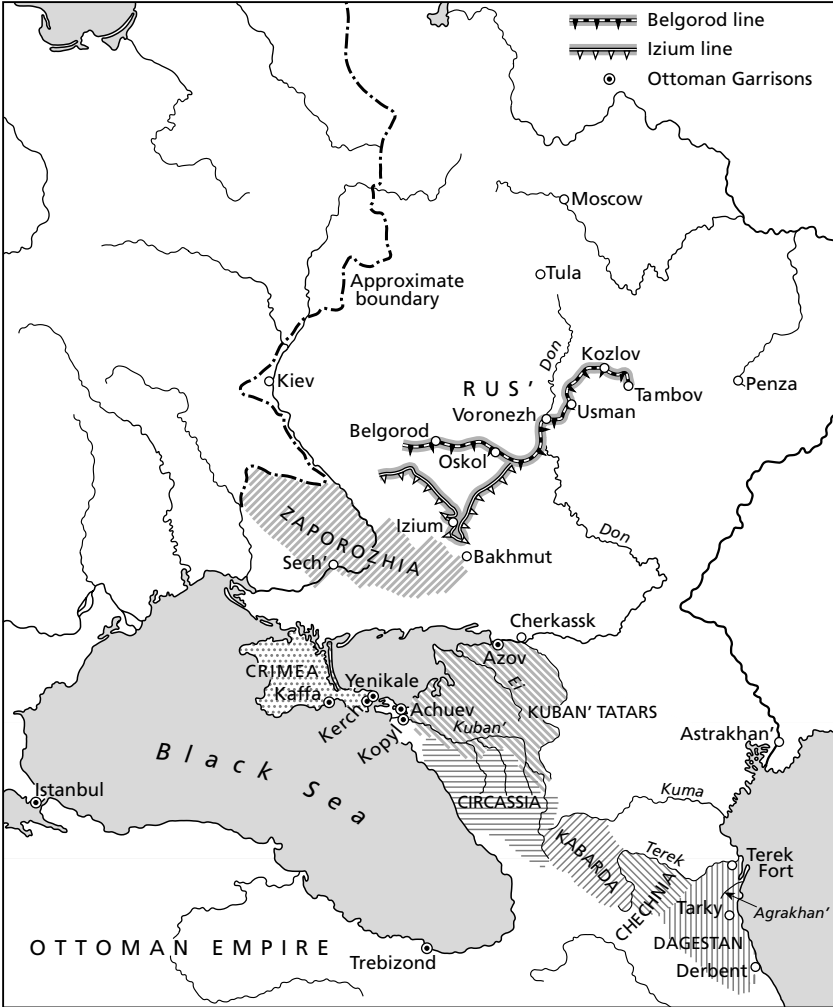 Belgorod line
Izium line
Ottoman Garrisons
Moscow
Tula
Approximate
boundary
Don
Kozlov
Kiev
RUS'
Tambov
Penza
Voronezh
Usman
Belgorod
Oskol
ZAPOROZHIA
Izium
Don
Sech'
Bakhmut
Cherkassk
Azov
CRIMEA
Yenikale
Ei
Kaffa
Kerch
Achuev
KUBAN' TATARS
Kopyl
Kuban'
Astrakhan'
Black Sea
Istanbul
CIRCASSIA
Kuma
KABARDA
Terek
Terek
Fort
CHECHNIA
Tarky
Agrakhan'
OTTOMAN EMPIRE
DAGESTAN
Trebizond
Derbent